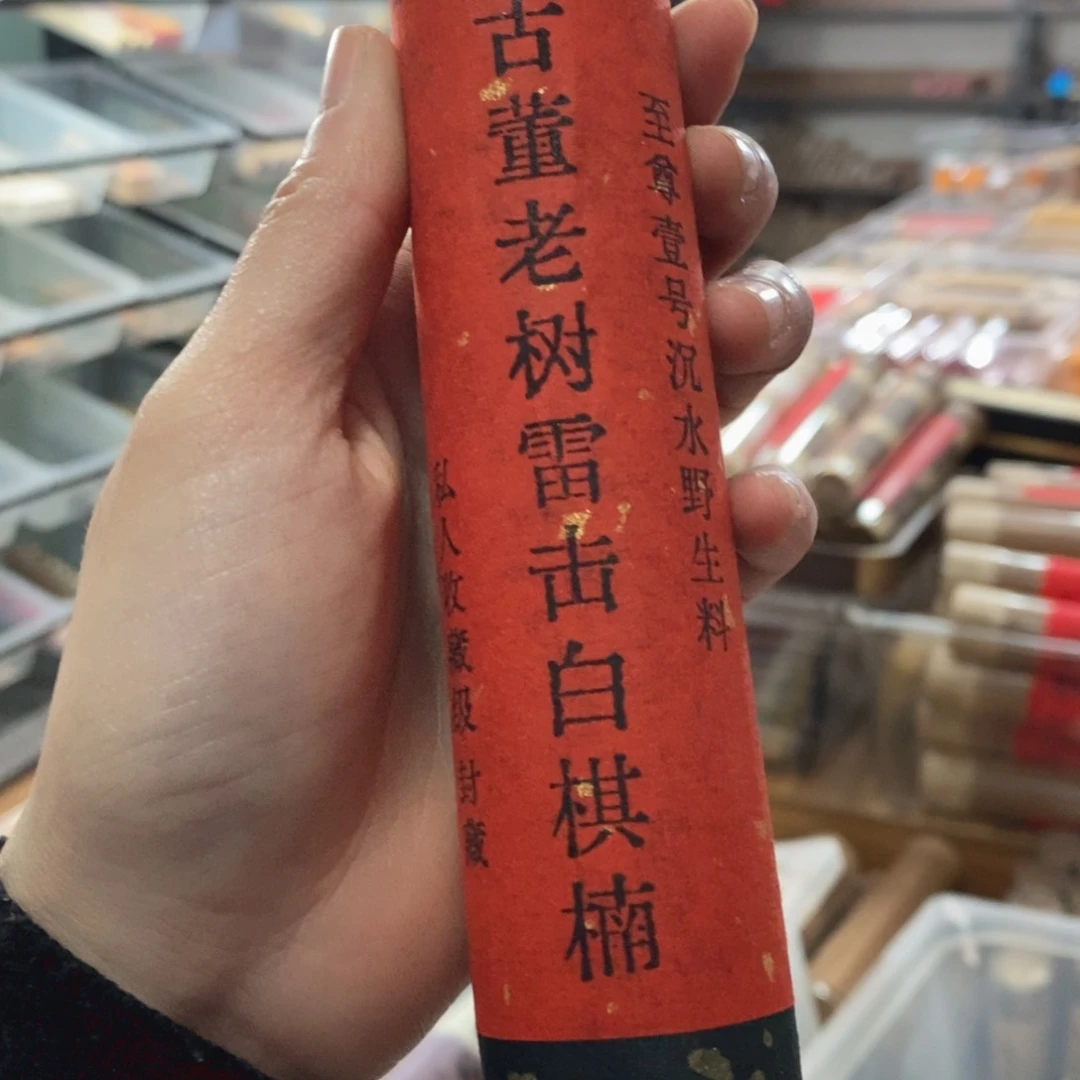 至尊壹号沉水野生料
古董老树雷击白棋楠
私人收藏级封藏